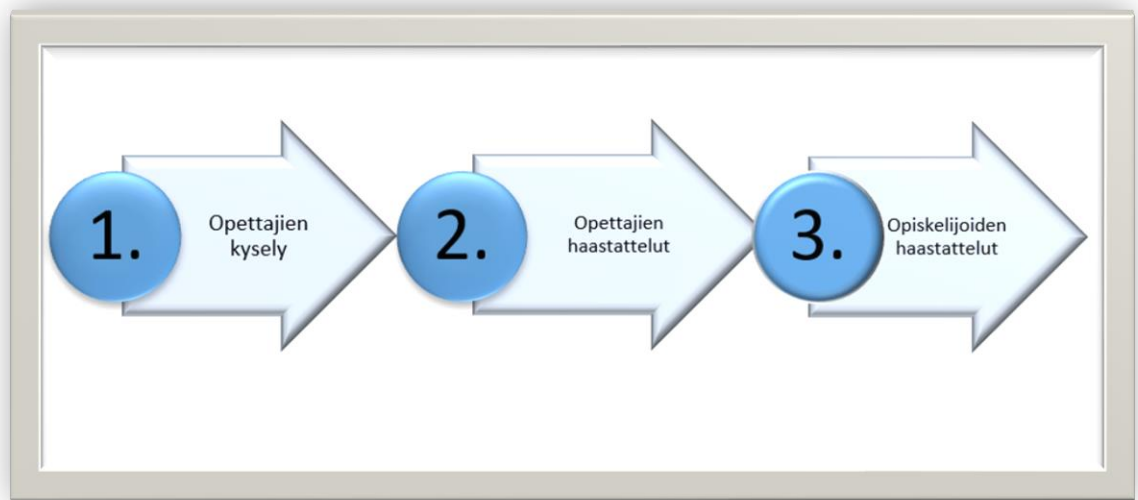 1.
Opettajien
kysely
2.
Opettajien
haastattelut
3.
Opiskelijoiden
haastattelut